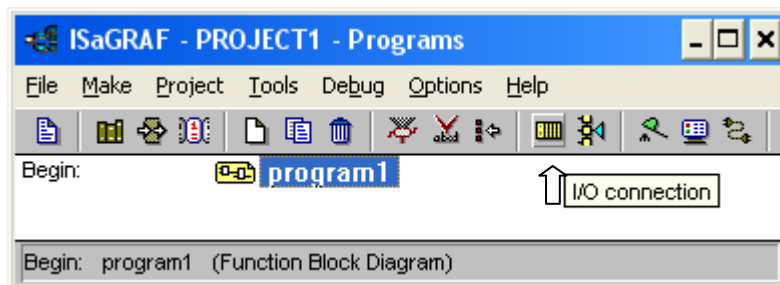 ISaGRAF - PROJECT1 - Programs
File Make Project Tools Debug Options Help
Begin: program1
I/O connection
Begin: program1 (Function Block Diagram)